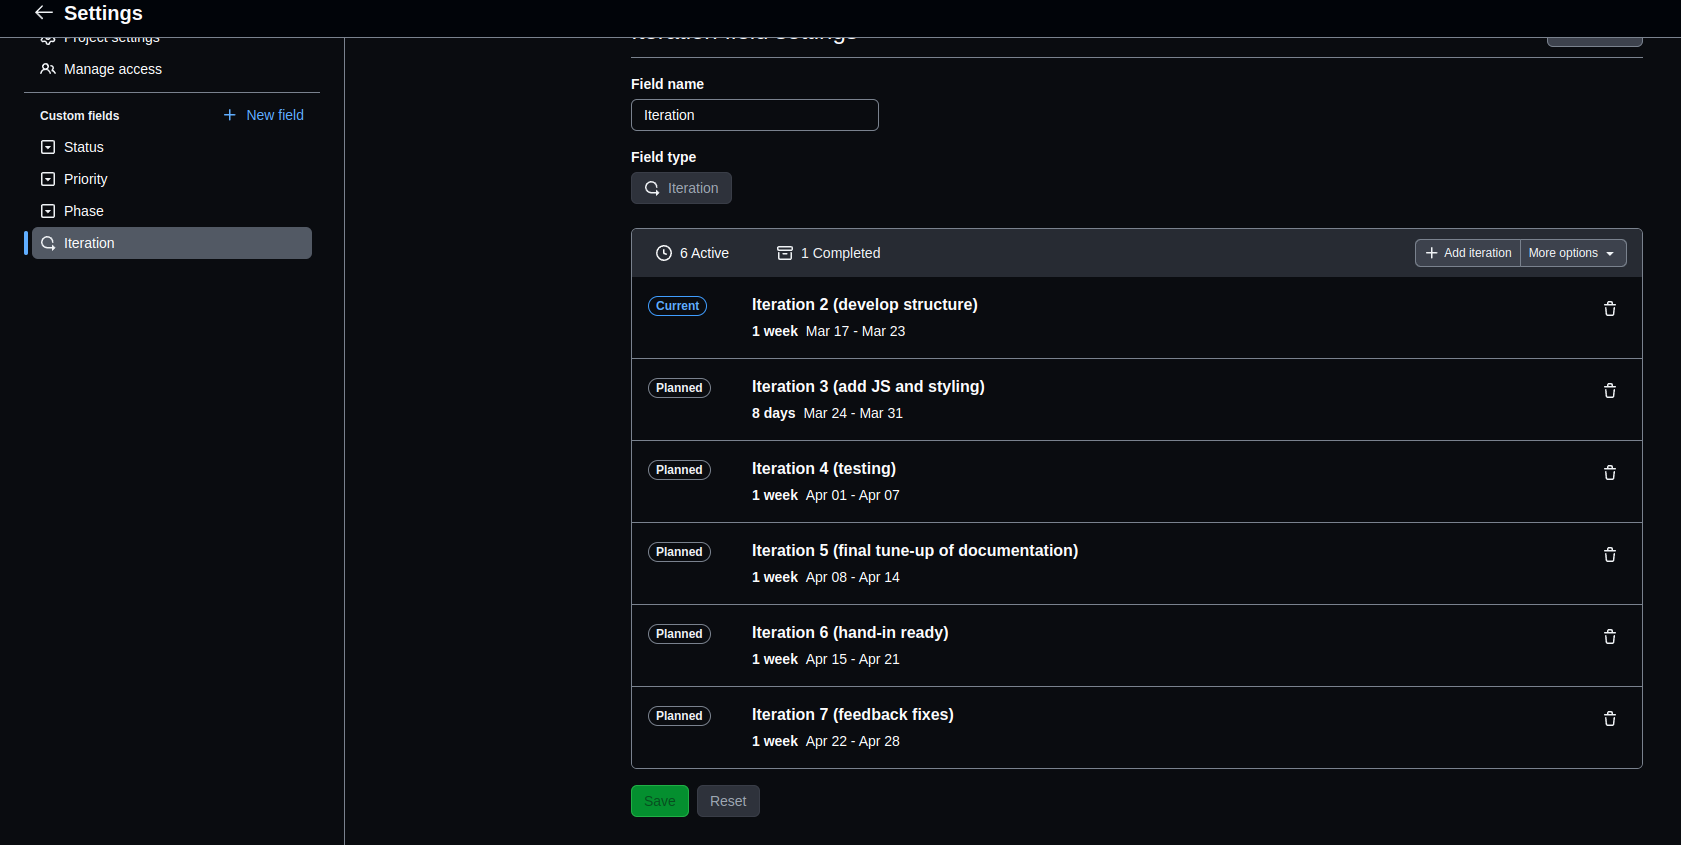 Settings
Project settings
Manage access
Custom fields
New field
Status
Priority
Phase
Iteration
Iteration field settings
Field name
Iteration
Field type
Iteration
6 Active
1 Completed
Add iteration
More options
Current
Iteration 2 (develop structure)
1 week Mar 17 - Mar 23
Planned
Iteration 3 (add JS and styling)
8 days Mar 24 - Mar 31
Planned
Iteration 4 (testing)
1 week Apr 01 - Apr 07
Planned
Iteration 5 (final tune-up of documentation)
1 week Apr 08 - Apr 14
Planned
Iteration 6 (hand-in ready)
1 week Apr 15 - Apr 21
Planned
Iteration 7 (feedback fixes)
1 week Apr 22 - Apr 28
Save
Reset